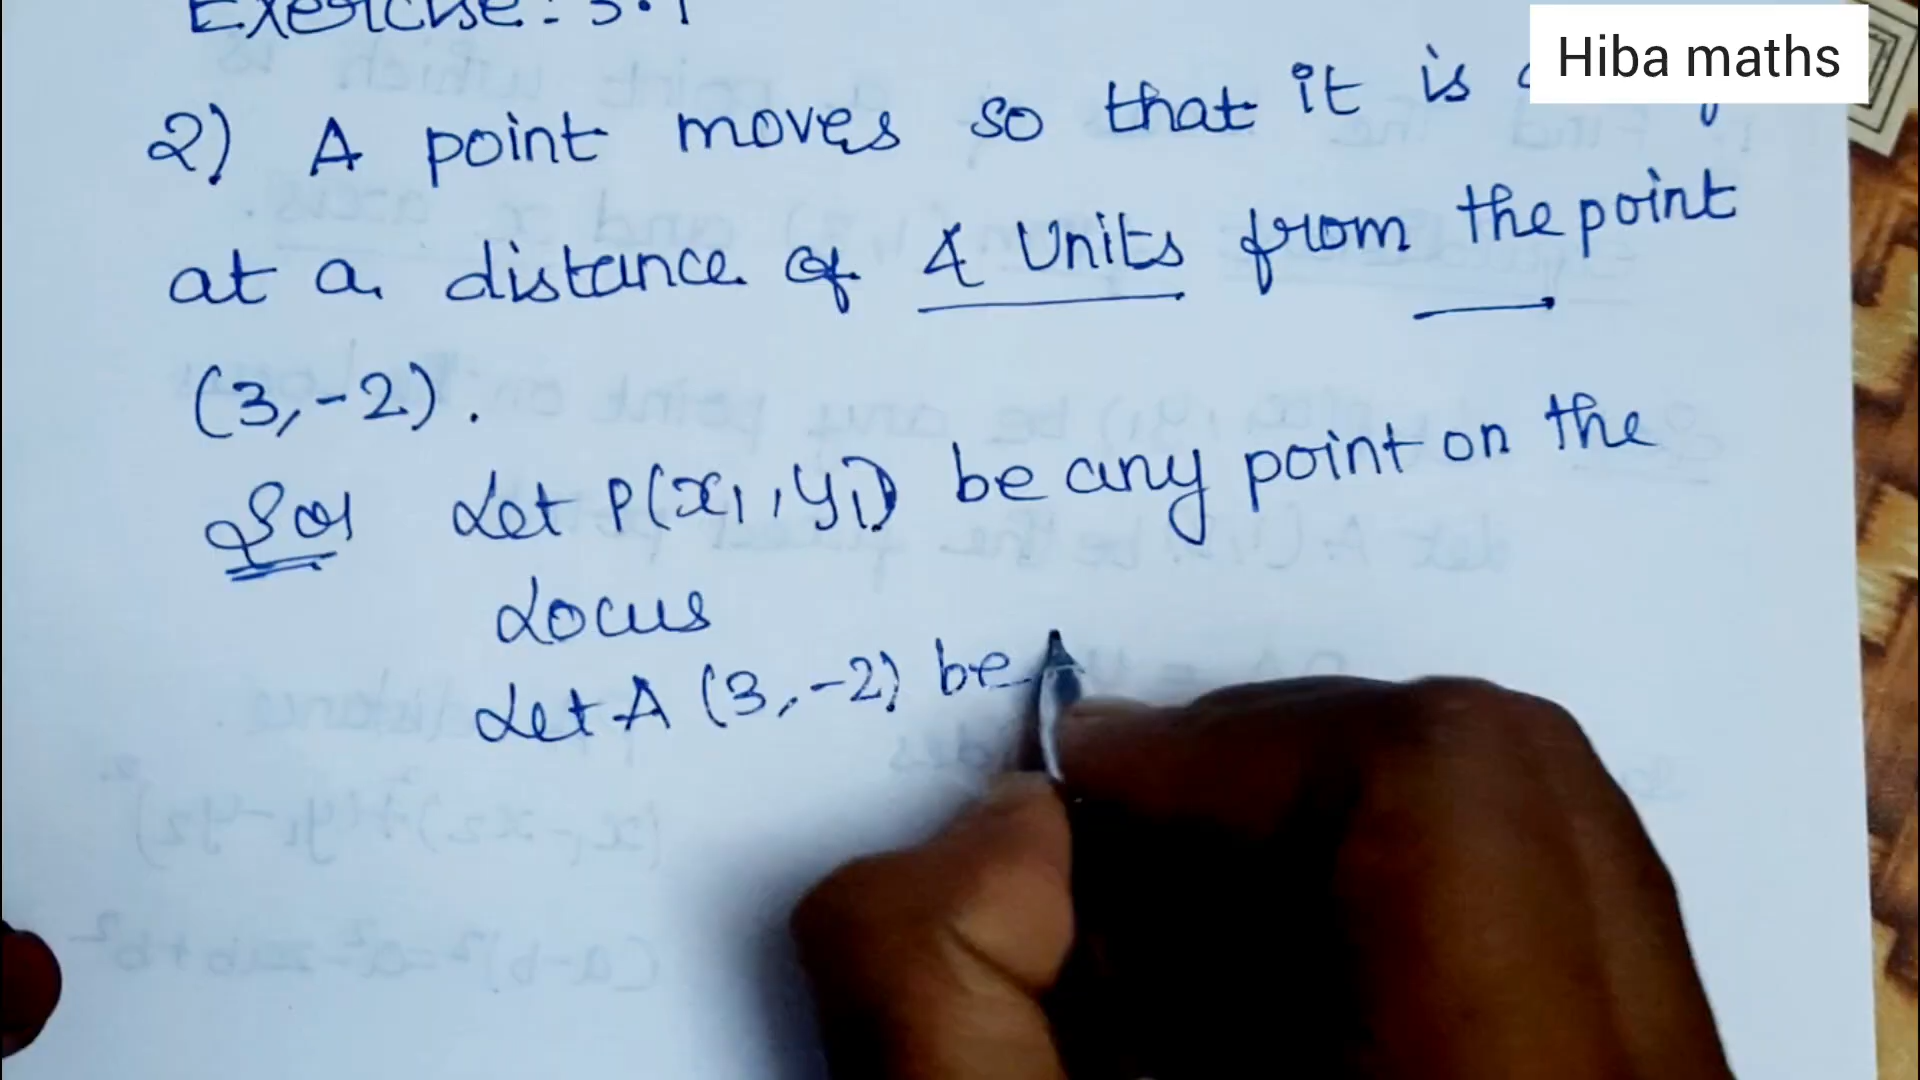 Exercise: 3.1
Hiba maths
2) A point moves so that it is
at a distance of 4 Units from the point
(3,-2).
Sol Let P(x₁,y₁) be any point on the
Locus
Let A (3,-2) be